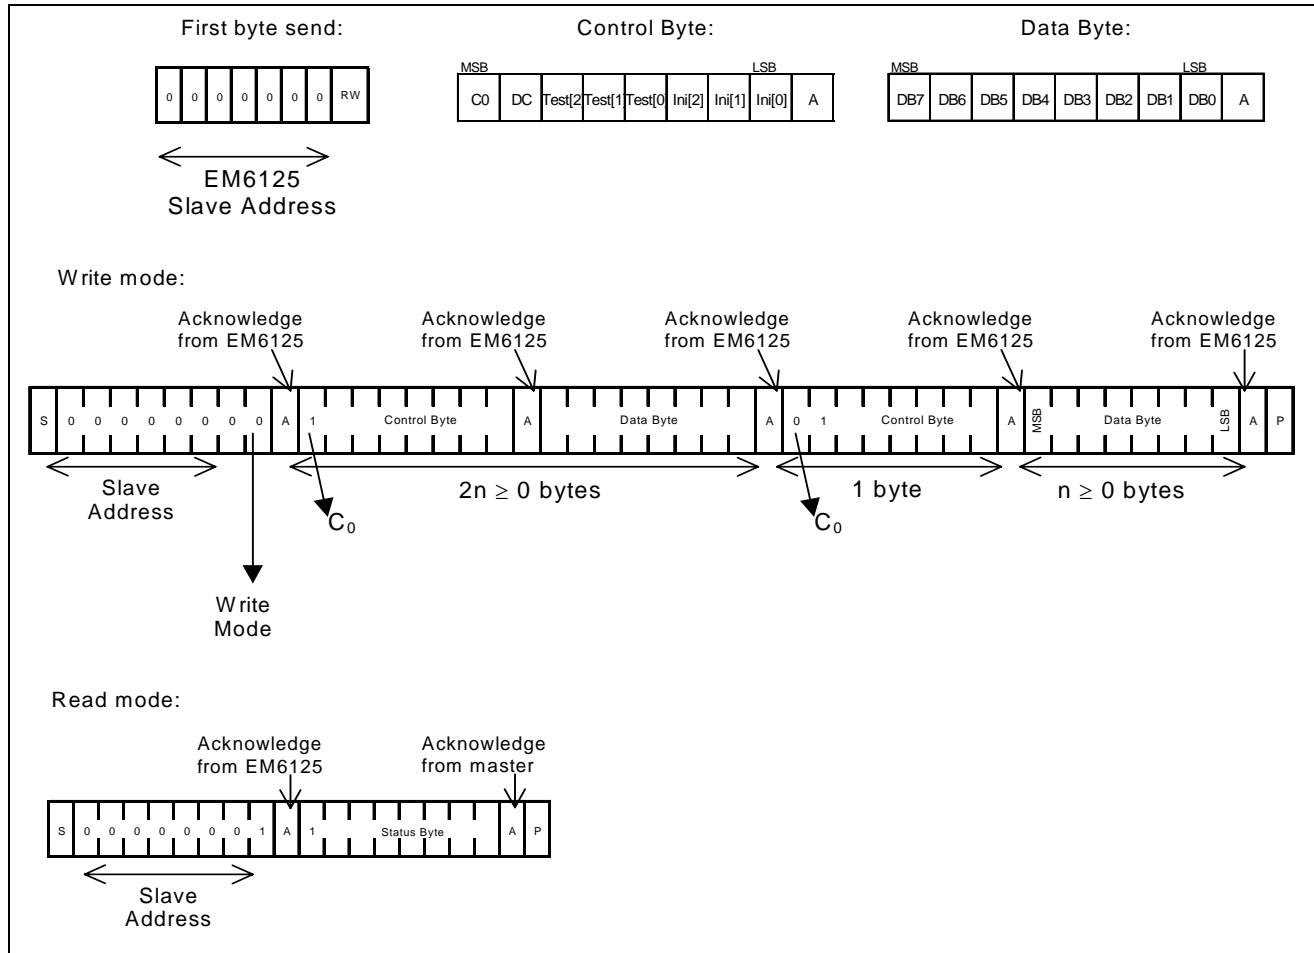 First byte send:
Control Byte:
Data Byte:
MSB LSB
MSB LSB
0 0 0 0 0 0 0 RW
C0 DC Test[2] Test[1] Test[0] Ini[2] Ini[1] Ini[0] A
DB7 DB6 DB5 DB4 DB3 DB2 DB1 DB0 A
EM6125
Slave Address
Write mode:
Acknowledge
from EM6125
Acknowledge
from EM6125
Acknowledge
from EM6125
Acknowledge
from EM6125
Acknowledge
from EM6125
S 0 0 0 0 0 0 0 0 A 1 Control Byte A Data Byte A 0 1 Control Byte A MSB Data Byte LSB A P
Slave
Address
2n ≥ 0 bytes
1 byte
n ≥ 0 bytes
C0
C0
Write
Mode
Read mode:
Acknowledge
from EM6125
Acknowledge
from master
S 0 0 0 0 0 0 0 1 A 1 Status Byte A P
Slave
Address